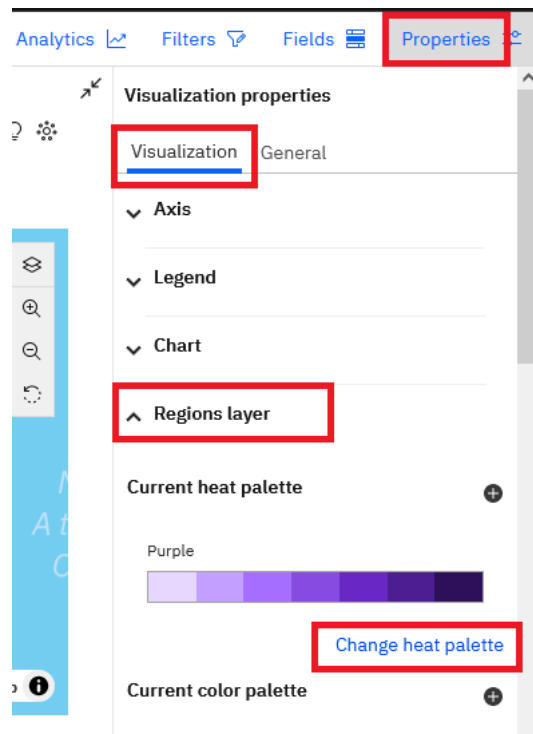 Analytics Filters Fields Properties
Visualization properties
Visualization General
Axis
Legend
Chart
Regions layer
Current heat palette
Purple
Change heat palette
Current color palette
N
A t
O